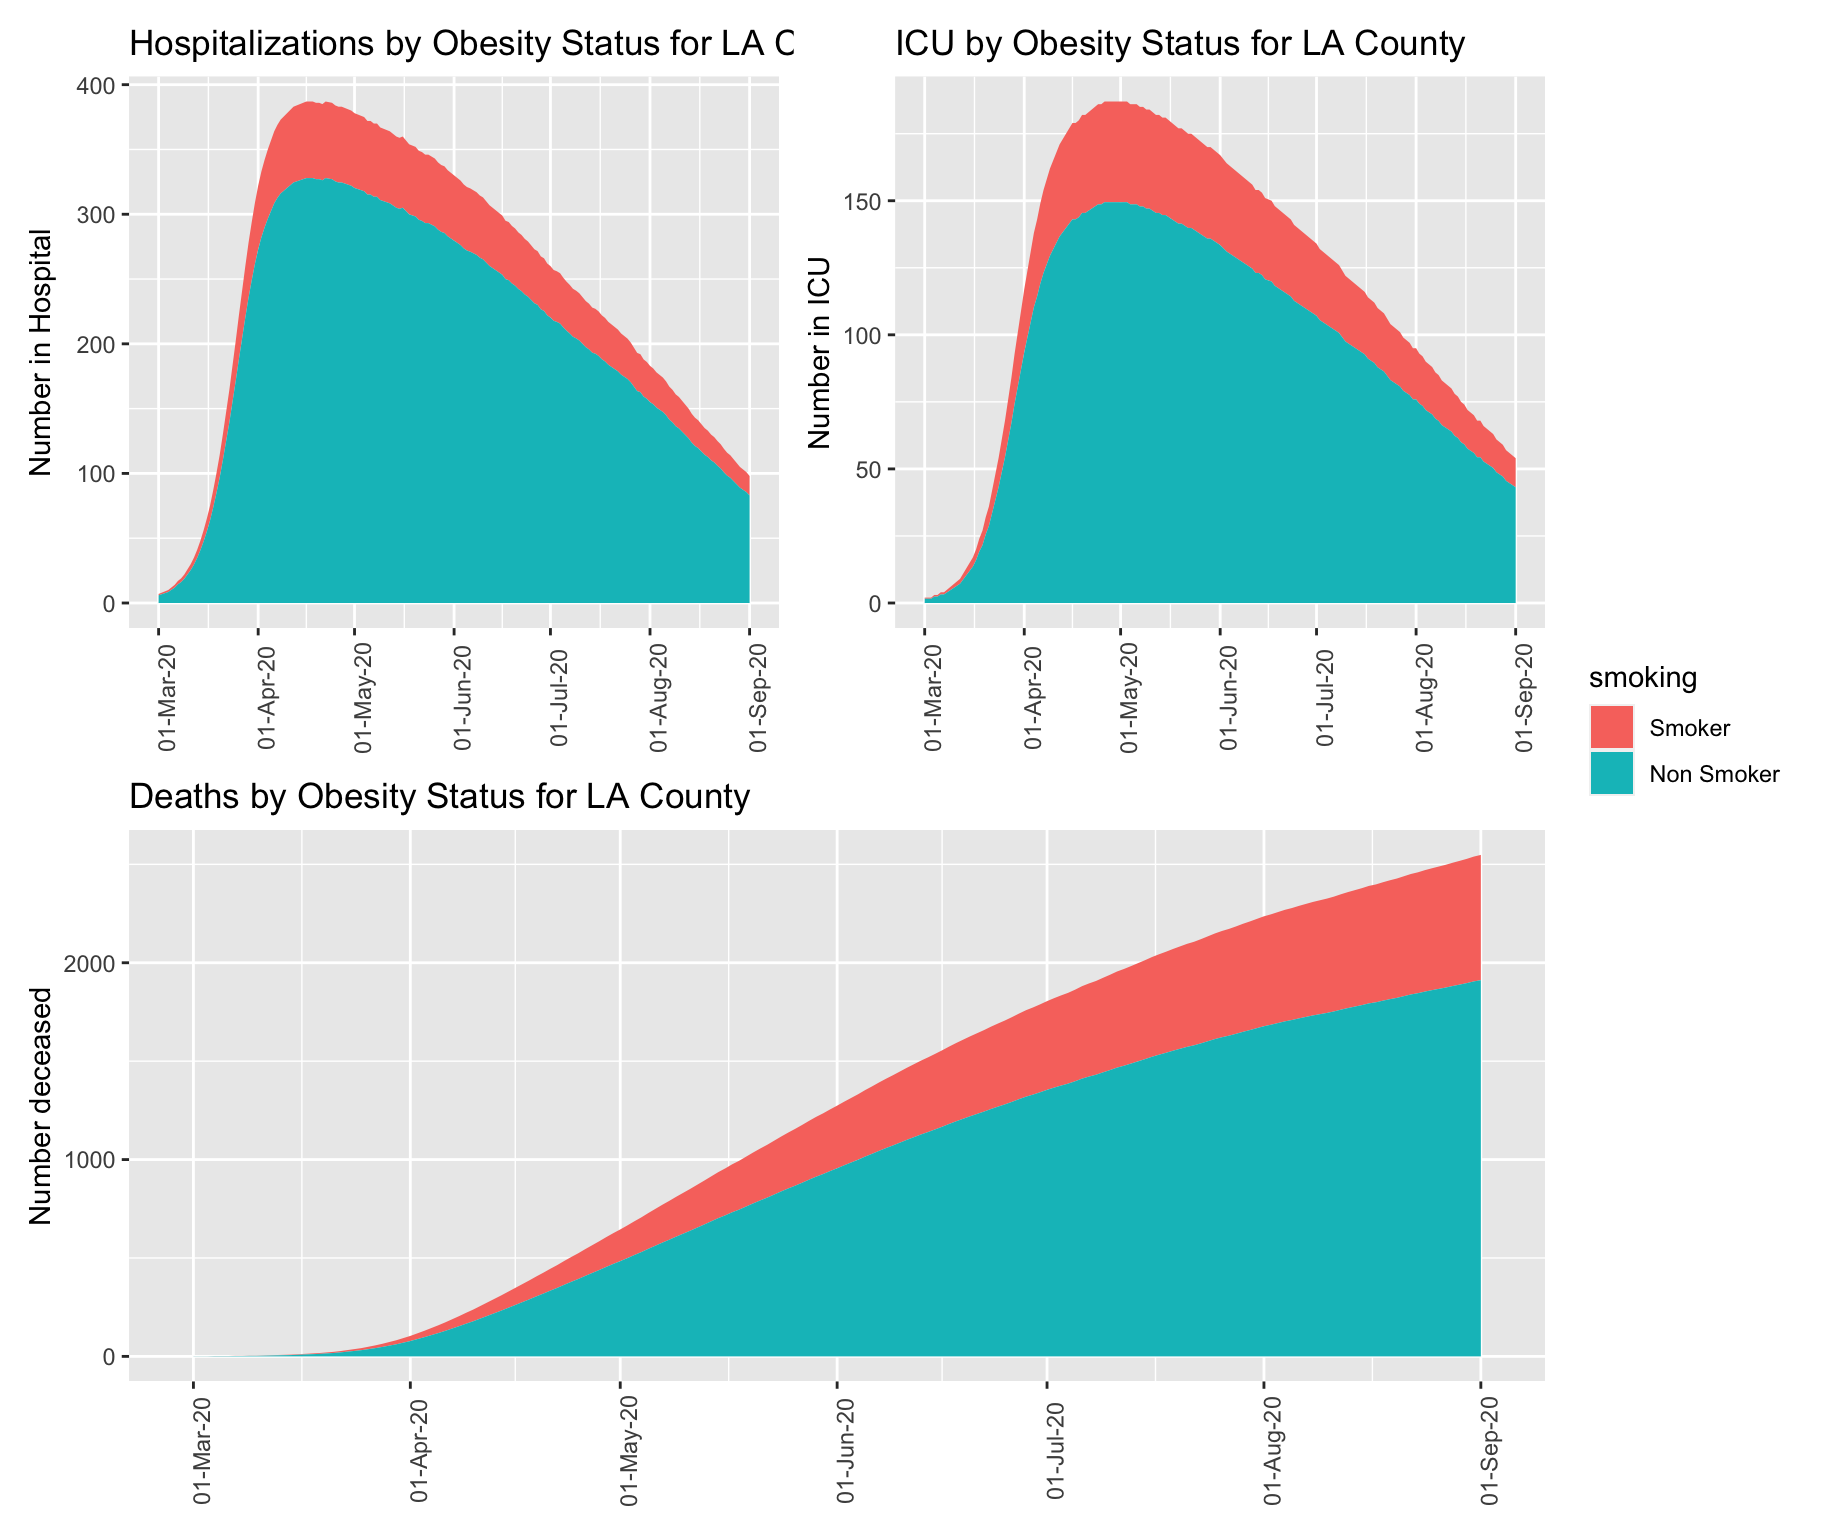 Hospitalizations by Obesity Status for LA C
400
300
200
100
0
Number in Hospital
01-Mar-20
01-Apr-20
01-May-20
01-Jun-20
01-Jul-20
01-Aug-20
01-Sep-20
ICU by Obesity Status for LA County
150
100
50
0
Number in ICU
01-Mar-20
01-Apr-20
01-May-20
01-Jun-20
01-Jul-20
01-Aug-20
01-Sep-20
smoking
Smoker
Non Smoker
Deaths by Obesity Status for LA County
2000
1000
0
Number deceased
01-Mar-20
01-Apr-20
01-May-20
01-Jun-20
01-Jul-20
01-Aug-20
01-Sep-20